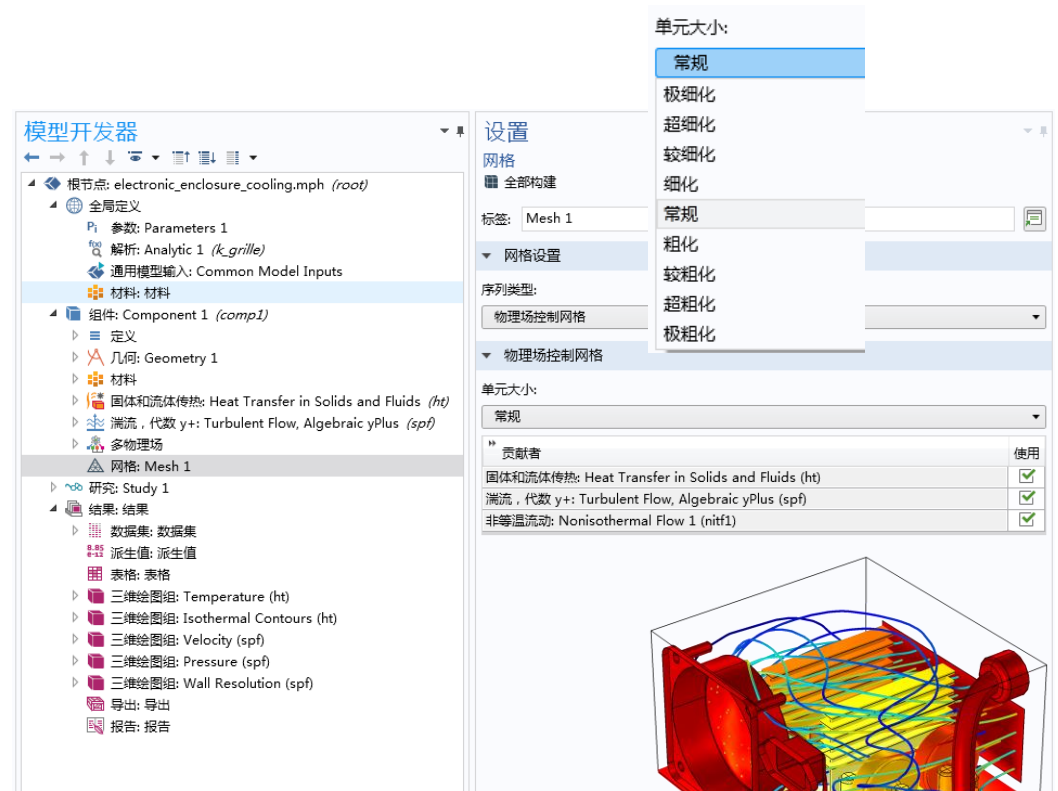 单元大小:
常规
极细化
超细化
较细化
细化
常规
粗化
较粗化
超粗化
极粗化
模型开发器
根节点: electronic_enclosure_cooling.mph (root)
全局定义
Pi 参数: Parameters 1
f(x) 解析: Analytic 1 (k_grille)
通用模型输入: Common Model Inputs
材料: 材料
组件: Component 1 (comp1)
定义
几何: Geometry 1
材料
固体和流体传热: Heat Transfer in Solids and Fluids (ht)
湍流，代数 y+: Turbulent Flow, Algebraic yPlus (spf)
多物理场
网格: Mesh 1
研究: Study 1
结果: 结果
数据集: 数据集
8.85 e-12 派生值: 派生值
表格: 表格
三维绘图组: Temperature (ht)
三维绘图组: Isothermal Contours (ht)
三维绘图组: Velocity (spf)
三维绘图组: Pressure (spf)
三维绘图组: Wall Resolution (spf)
导出: 导出
报告: 报告
设置
网格
全部构建
标签: Mesh 1
网格设置
序列类型:
物理场控制网格
物理场控制网格
单元大小:
常规
贡献者 使用
固体和流体传热: Heat Transfer in Solids and Fluids (ht)
湍流，代数 y+: Turbulent Flow, Algebraic yPlus (spf)
非等温流动: Nonisothermal Flow 1 (nitf1)